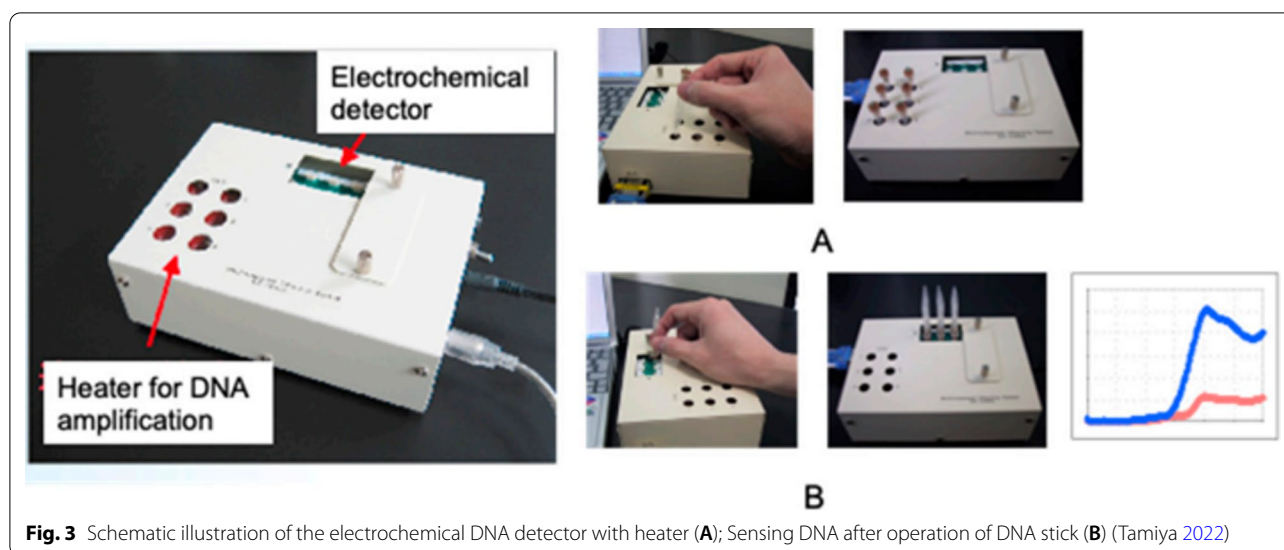 Electrochemical
detector
Heater for DNA
amplification
A
B
Fig. 3 Schematic illustration of the electrochemical DNA detector with heater (A); Sensing DNA after operation of DNA stick (B) (Tamiya 2022)